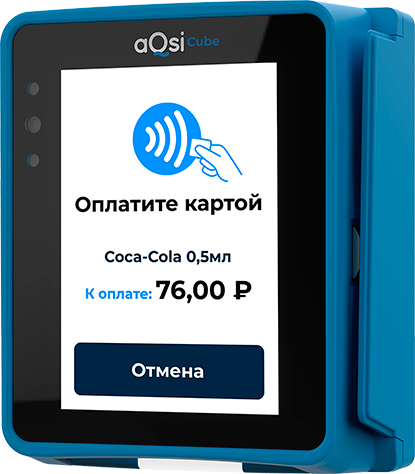 aQsi Cube
Оплатите картой
Coca-Cola 0,5мл
К оплате: 76,00 ₽
Отмена